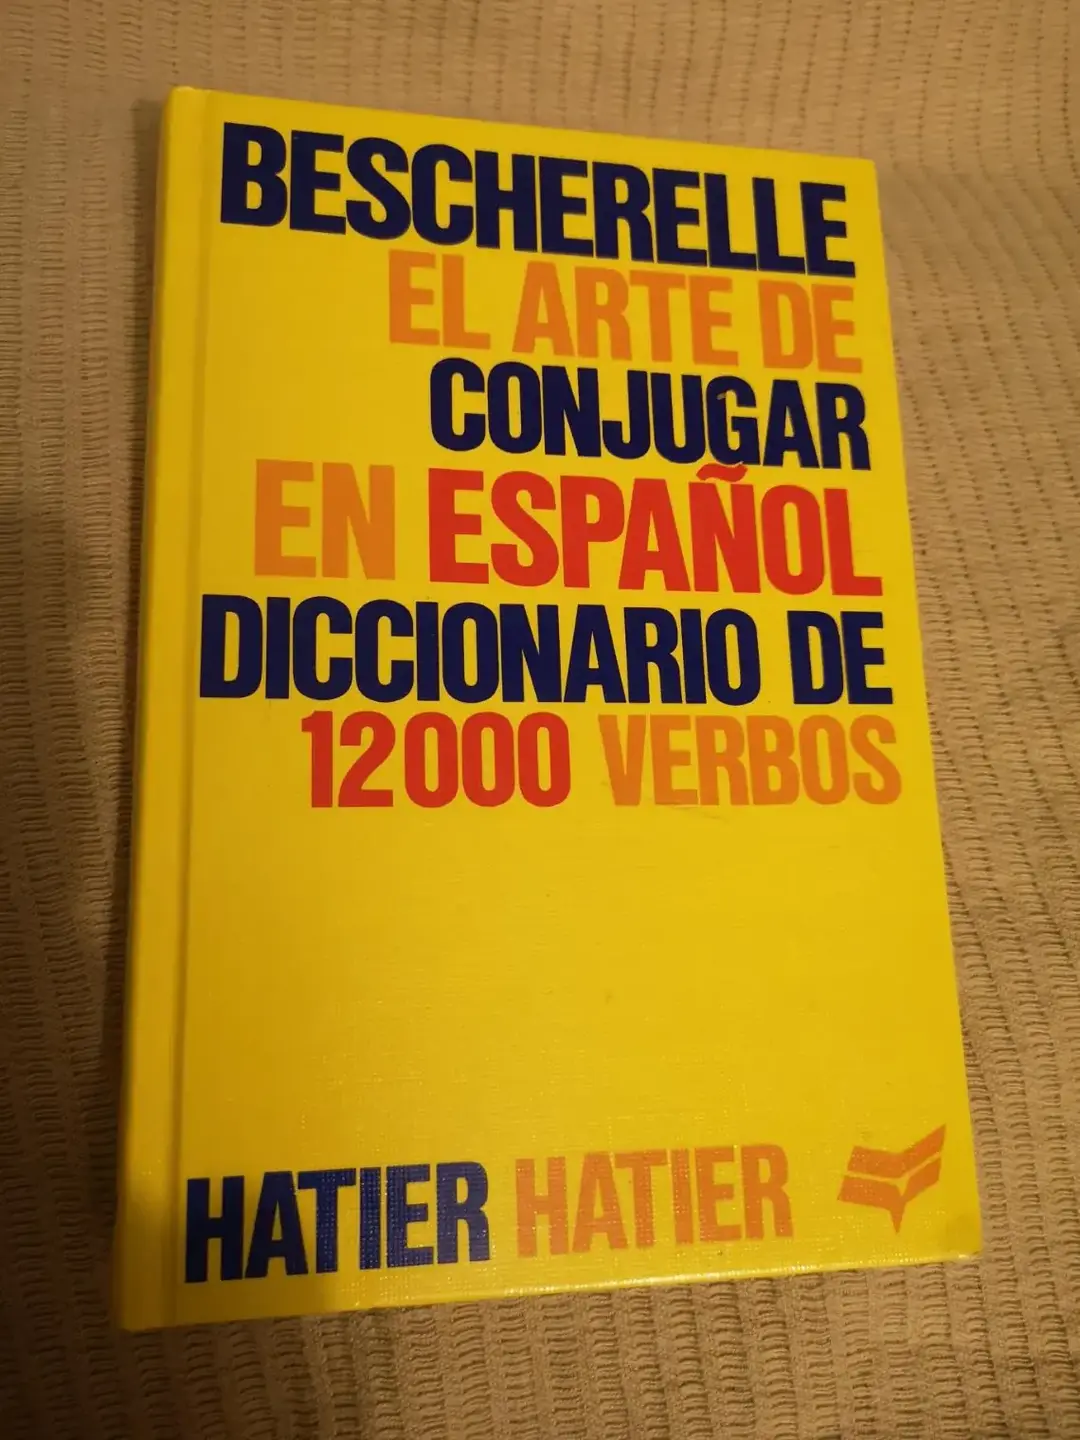 BESCHERELLE
EL ARTE DE
CONJUGAR
EN ESPAÑOL
DICCIONARIO DE
12000 VERBOS
HATIER HATIER